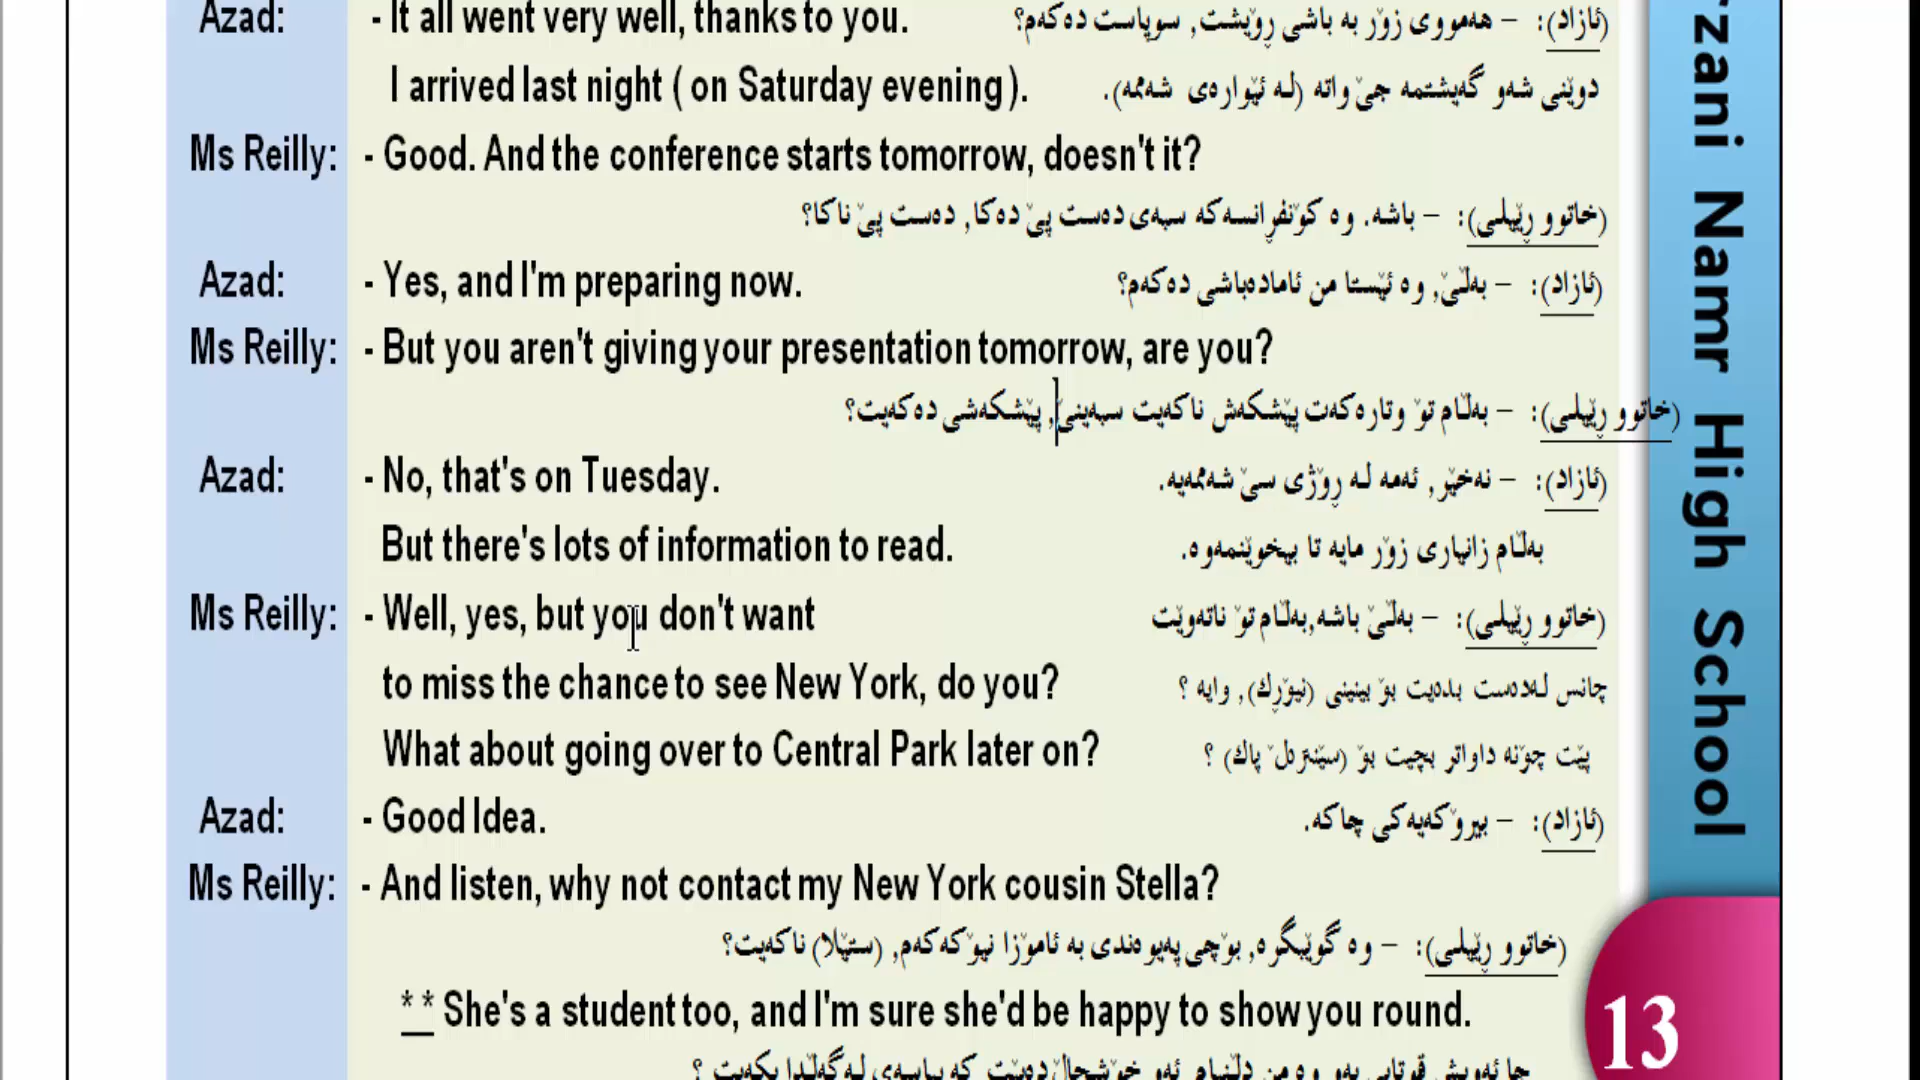 Azad: - It all went very well, thanks to you. (ئازاد): – هەمووی زۆر بە باشی ڕۆیشت, سوپاست دەکەم؟
I arrived last night ( on Saturday evening ). دوێنی شەو گەیشتمە جێ واتە (لە ئێوارەی شەممە).
Ms Reilly: - Good. And the conference starts tomorrow, doesn't it?
(خاتوو ڕێیلی): – باشە. وە کۆنفڕانسەکە سبەی دەست پێ دەکا, دەست پێ ناکا؟
Azad: - Yes, and I'm preparing now. (ئازاد): – بەڵێ, وە ئێستا من ئامادەباشی دەکەم؟
Ms Reilly: - But you aren't giving your presentation tomorrow, are you?
(خاتوو ڕێیلی): – بەڵام تۆ وتارەکەت پێشکەش ناکەیت سبەینێ, پێشکەشی دەکەیت؟
Azad: - No, that's on Tuesday. (ئازاد): – نەخێر, ئەمە لە ڕۆژی سێ شەممەیە.
But there's lots of information to read. بەڵام زانیاری زۆر مایە تا بیخوێنمەوە.
Ms Reilly: - Well, yes, but you don't want (خاتوو ڕێیلی): – بەڵێ باشە,بەڵام تۆ ناتەوێت
to miss the chance to see New York, do you? چانس لەدەست بدەیت بۆ بینینی (نیۆرك), وایە ؟
What about going over to Central Park later on? پێت چۆنە داواتر بچیت بۆ (سێنترەڵ پاك) ؟
Azad: - Good Idea. (ئازاد): – بیرۆکەیەکی چاکە.
Ms Reilly: - And listen, why not contact my New York cousin Stella?
(خاتوو ڕێیلی): – وە گوێبگرە, بۆچی پەیوەندی بە ئامۆزا نیۆکەکەم, (ستێلا) ناکەیت؟
** She's a student too, and I'm sure she'd be happy to show you round.
zani Namr High School
13